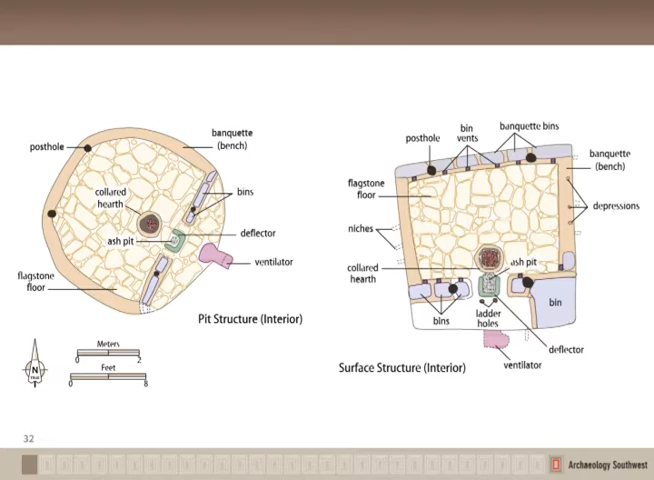 posthole
banquette
(bench)
collared
hearth
bins
ash pit
deflector
ventilator
flagstone
floor
Pit Structure (Interior)
Meters
0 2
Feet
0 8
N
posthole
bin
vents
banquette bins
banquette
(bench)
flagstone
floor
depressions
niches
collared
hearth
ash pit
bins
ladder
holes
bin
deflector
ventilator
Surface Structure (Interior)
32
Archaeology Southwest